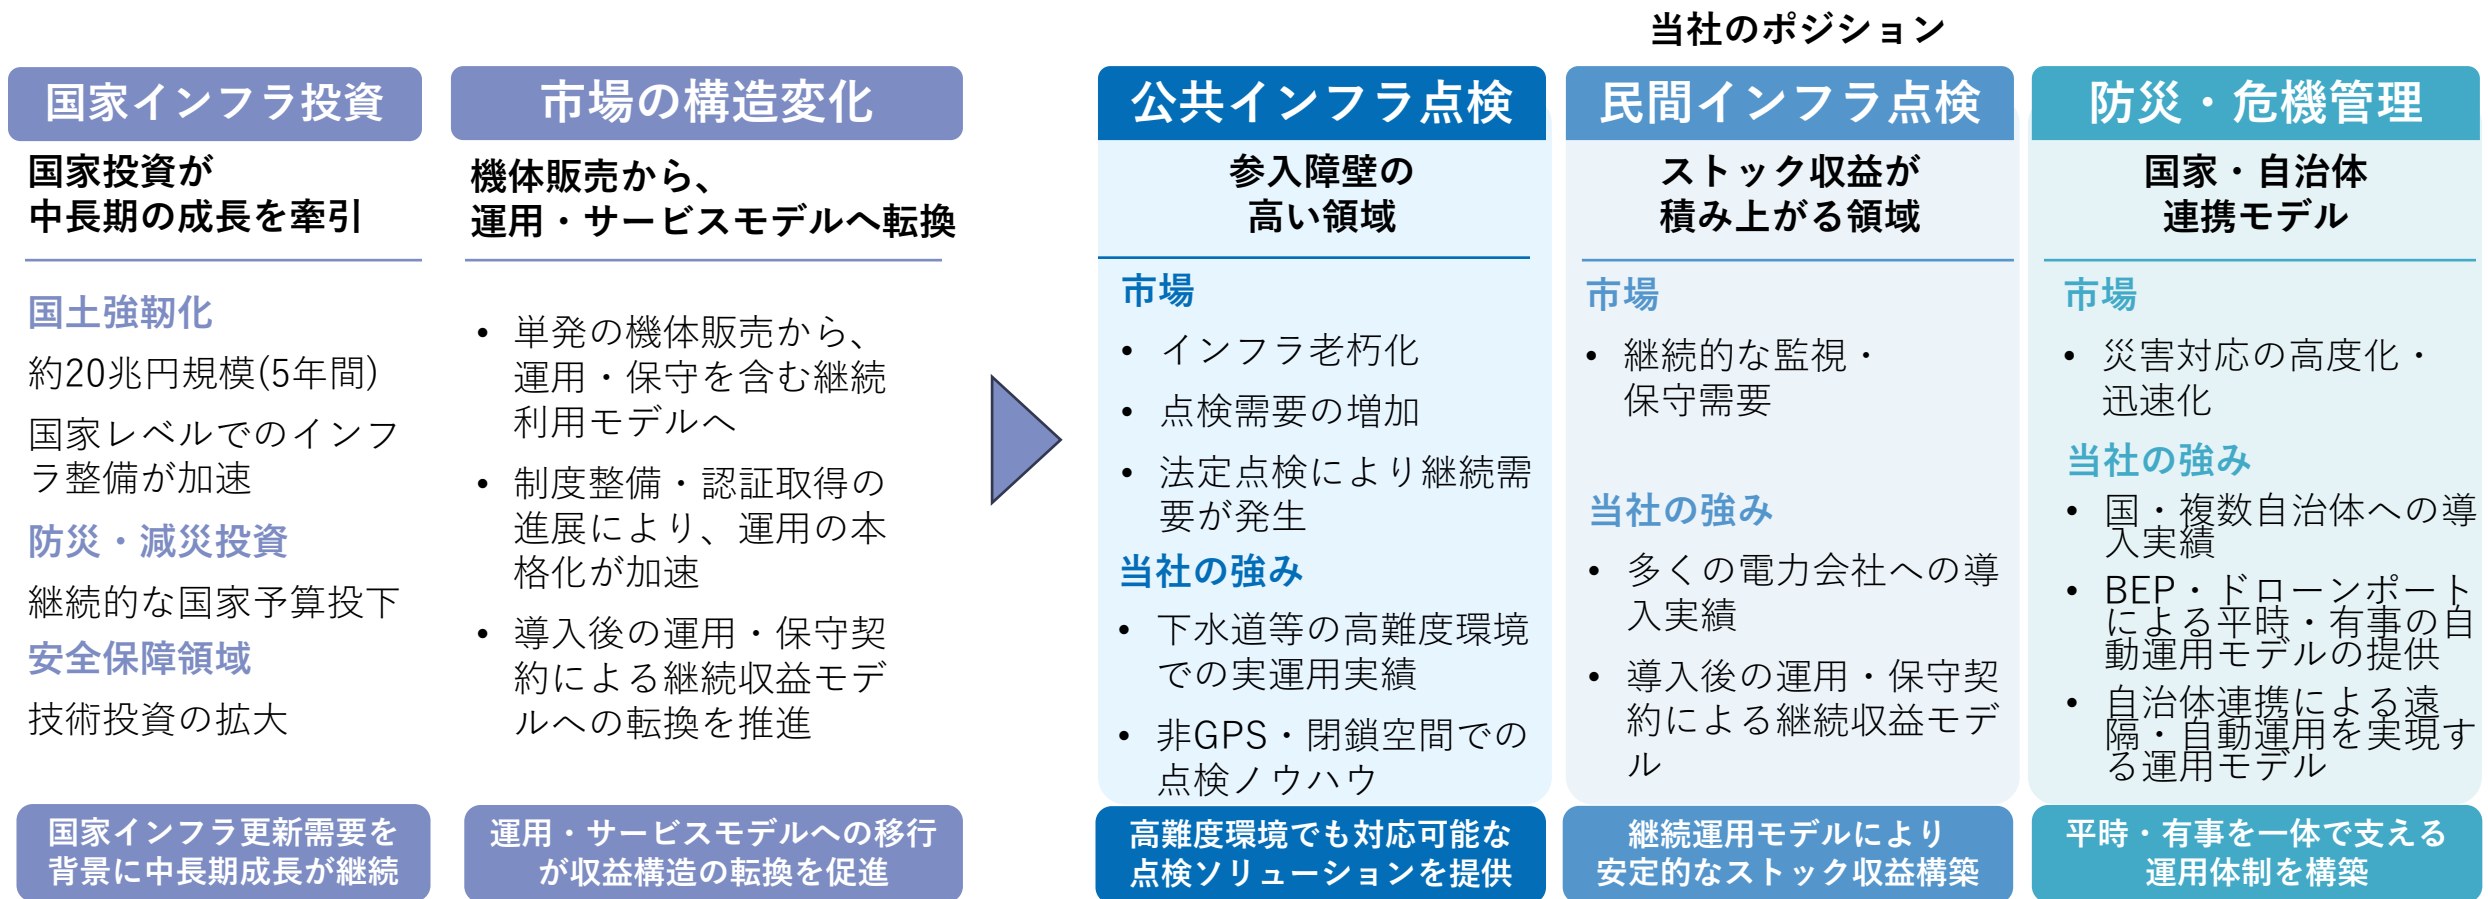 当社のポジション
国家インフラ投資
国家投資が
中長期の成長を牽引
国土強靭化
約20兆円規模(5年間)
国家レベルでのインフ
ラ整備が加速
防災・減災投資
継続的な国家予算投下
安全保障領域
技術投資の拡大
国家インフラ更新需要を
背景に中長期成長が継続
市場の構造変化
機体販売から、
運用・サービスモデルへ転換
• 単発の機体販売から、
運用・保守を含む継続
利用モデルへ
• 制度整備・認証取得の
進展により、運用の本
格化が加速
• 導入後の運用・保守契
約による継続収益モデ
ルへの転換を推進
運用・サービスモデルへの移行
が収益構造の転換を促進
公共インフラ点検
参入障壁の
高い領域
市場
• インフラ老朽化
• 点検需要の増加
• 法定点検により継続需
要が発生
当社の強み
• 下水道等の高難度環境
での実運用実績
• 非GPS・閉鎖空間での
点検ノウハウ
高難度環境でも対応可能な
点検ソリューションを提供
民間インフラ点検
ストック収益が
積み上がる領域
市場
• 継続的な監視・
保守需要
当社の強み
• 多くの電力会社への導
入実績
• 導入後の運用・保守契
約による継続収益モデ
ル
継続運用モデルにより
安定的なストック収益構築
防災・危機管理
国家・自治体
連携モデル
市場
• 災害対応の高度化・
迅速化
当社の強み
• 国・複数自治体への導
入実績
• BEP・ドローンポート
による平時・有事の自
動運用モデルの提供
• 自治体連携による遠
隔・自動運用を実現す
る運用モデル
平時・有事を一体で支える
運用体制を構築